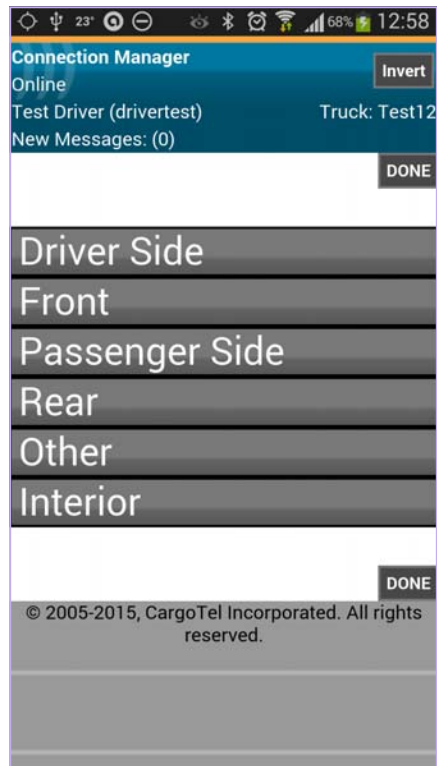 23° 68% 12:58
Connection Manager
Invert
Online
Test Driver (drivertest) Truck: Test12
New Messages: (0)
DONE
Driver Side
Front
Passenger Side
Rear
Other
Interior
DONE
© 2005-2015, CargoTel Incorporated. All rights
reserved.